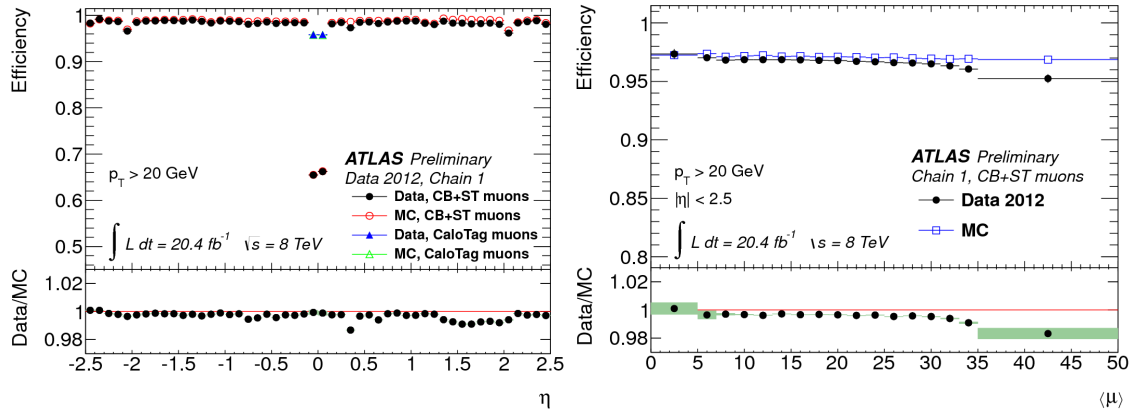 Efficiency
1
0.9
0.8
0.7
0.6
0.5
p_T > 20 GeV
ATLAS Preliminary
Data 2012, Chain 1
Data, CB+ST muons
MC, CB+ST muons
Data, CaloTag muons
MC, CaloTag muons
∫ L dt = 20.4 fb⁻¹ √s = 8 TeV
Data/MC
1.02
1
0.98
-2.5 -2 -1.5 -1 -0.5 0 0.5 1 1.5 2 2.5
η
Efficiency
1
0.95
0.9
0.85
0.8
p_T > 20 GeV
|η| < 2.5
ATLAS Preliminary
Chain 1, CB+ST muons
Data 2012
MC
∫ L dt = 20.4 fb⁻¹ √s = 8 TeV
Data/MC
1.02
1
0.98
0 5 10 15 20 25 30 35 40 45 50
⟨μ⟩